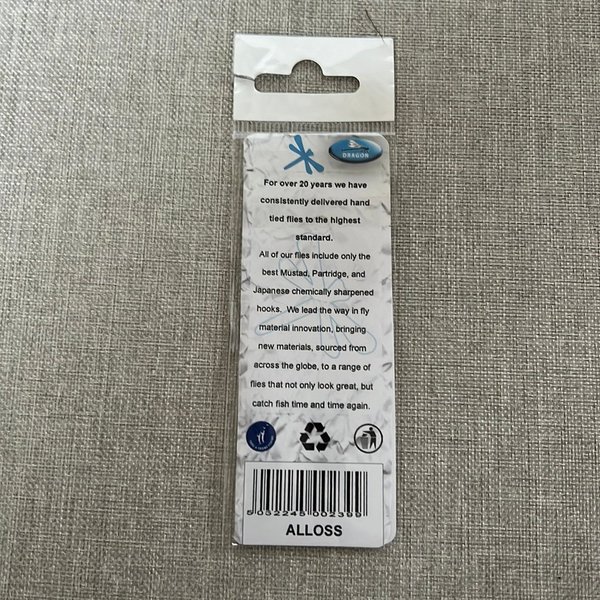 DRAGON
For over 20 years we have
consistently delivered hand
tied flies to the highest
standard.
All of our flies include only the
best Mustad, Partridge, and
Japanese chemically sharpened
hooks. We lead the way in fly
material innovation, bringing
new materials, sourced from
across the globe, to a range of
flies that not only look great, but
catch fish time and time again.
5 032245 002399
ALLOSS